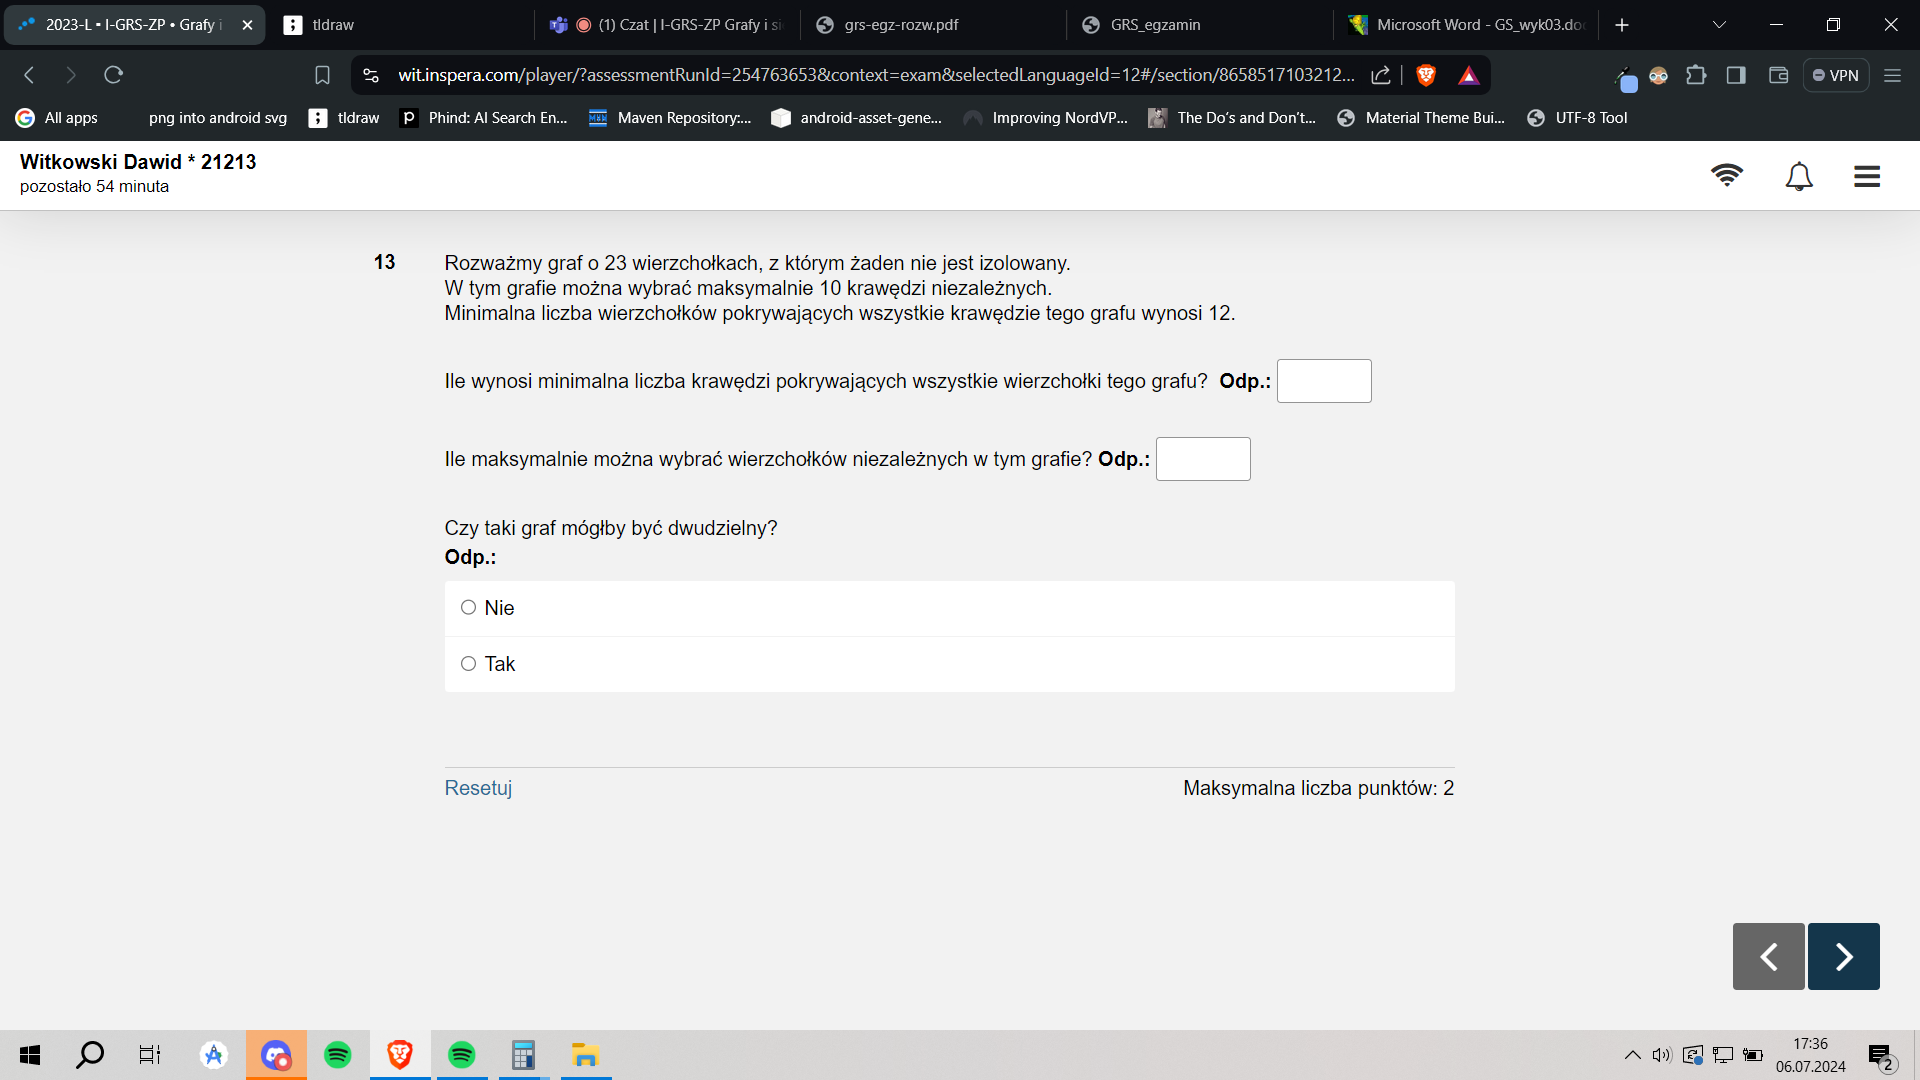 2023-L • I-GRS-ZP • Grafy i
tldraw
(1) Czat | I-GRS-ZP Grafy i si
grs-egz-rozw.pdf
GRS_egzamin
Microsoft Word - GS_wyk03.do
wit.inspera.com/player/?assessmentRunId=254763653&context=exam&selectedLanguageId=12#/section/8658517103212...
VPN
All apps
png into android svg
tldraw
Phind: AI Search En...
Maven Repository:...
android-asset-gene...
Improving NordVP...
The Do's and Don't...
Material Theme Bui...
UTF-8 Tool
Witkowski Dawid * 21213
pozostało 54 minuta
13
Rozważmy graf o 23 wierzchołkach, z którym żaden nie jest izolowany.
W tym grafie można wybrać maksymalnie 10 krawędzi niezależnych.
Minimalna liczba wierzchołków pokrywających wszystkie krawędzie tego grafu wynosi 12.
Ile wynosi minimalna liczba krawędzi pokrywających wszystkie wierzchołki tego grafu? Odp.:
Ile maksymalnie można wybrać wierzchołków niezależnych w tym grafie? Odp.:
Czy taki graf mógłby być dwudzielny?
Odp.:
Nie
Tak
Resetuj
Maksymalna liczba punktów: 2
17:36
06.07.2024
2